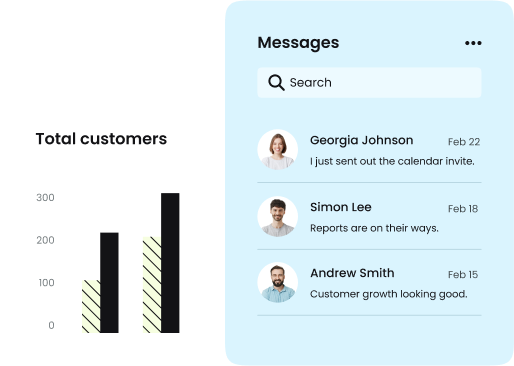 Total customers
300
200
100
0
Messages
Search
Georgia Johnson Feb 22
I just sent out the calendar invite.
Simon Lee Feb 18
Reports are on their ways.
Andrew Smith Feb 15
Customer growth looking good.